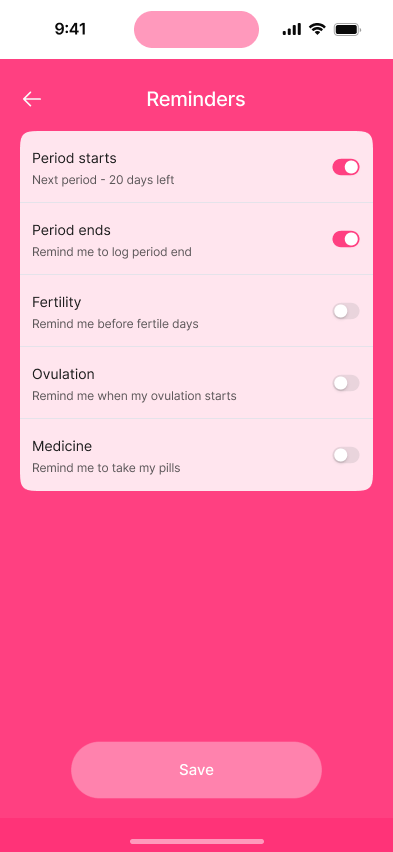 9:41
Reminders
Period starts
Next period - 20 days left
Period ends
Remind me to log period end
Fertility
Remind me before fertile days
Ovulation
Remind me when my ovulation starts
Medicine
Remind me to take my pills
Save